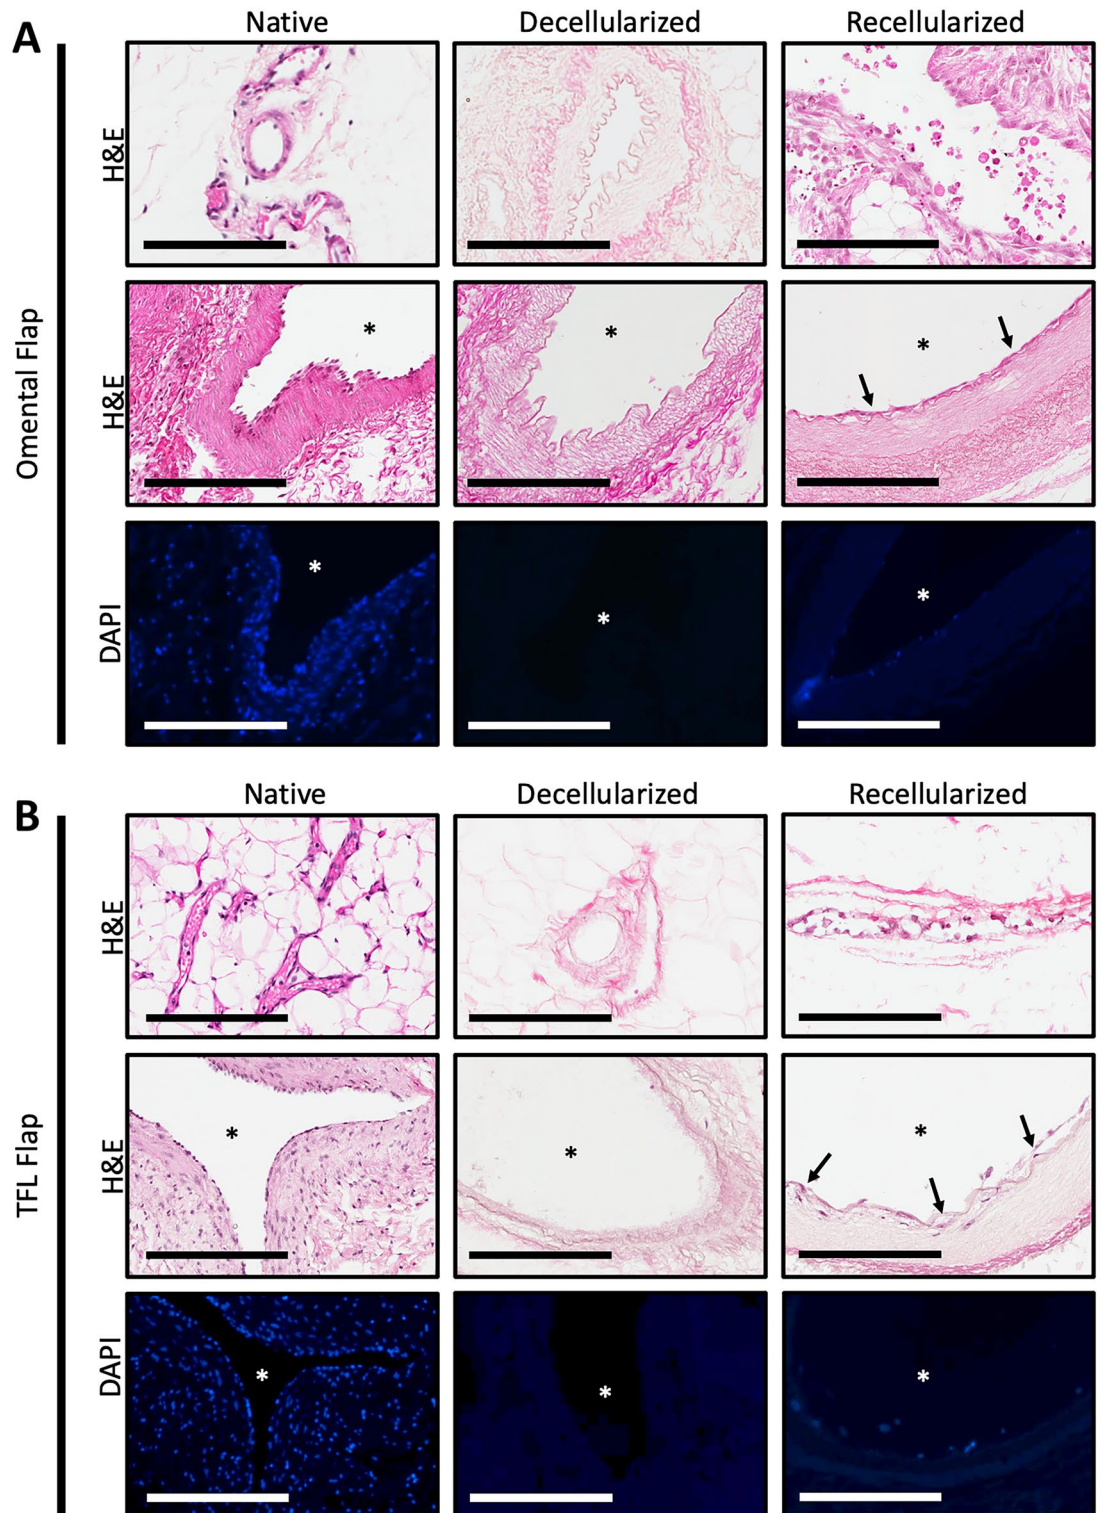 A
Native Decellularized Recellularized
Omental Flap
H&E
*
*
*
H&E
*
*
*
DAPI
B
Native Decellularized Recellularized
TFL Flap
H&E
*
*
*
H&E
*
*
*
DAPI